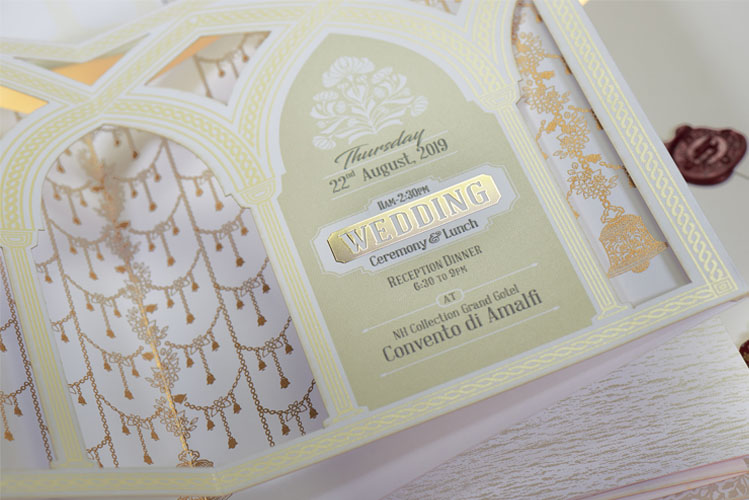 Thursday
22nd August, 2019
11AM-2:30PM
WEDDING
Ceremony & Lunch
RECEPTION DINNER
6:30 TO 9PM
AT
NH Collection Grand Gotel
Convento di Amalfi